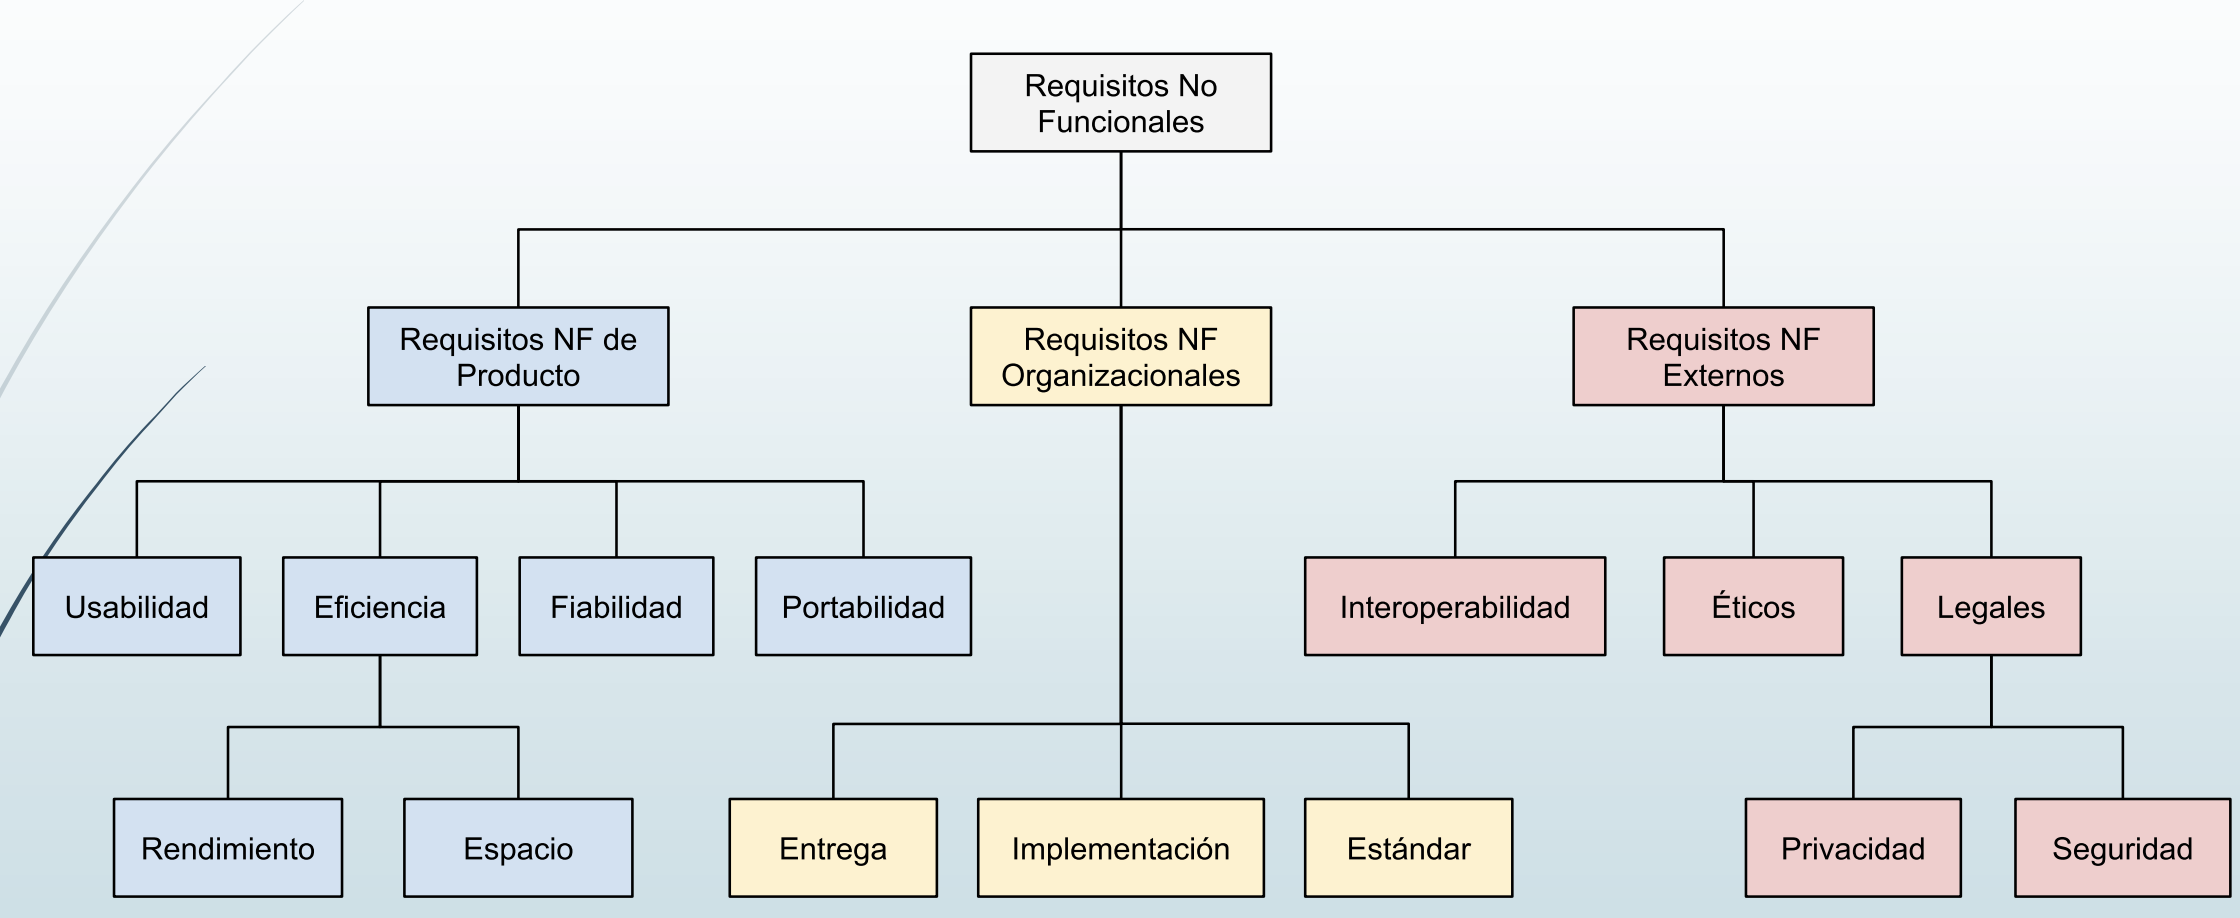 Requisitos No
Funcionales
Requisitos NF de
Producto
Requisitos NF
Organizacionales
Requisitos NF
Externos
Usabilidad
Eficiencia
Fiabilidad
Portabilidad
Interoperabilidad
Éticos
Legales
Rendimiento
Espacio
Entrega
Implementación
Estándar
Privacidad
Seguridad